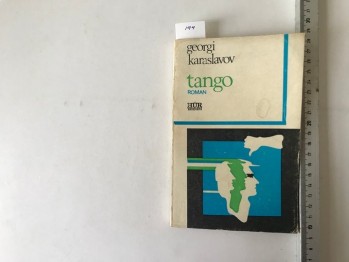 georgi
karaslavov
tango
ROMAN